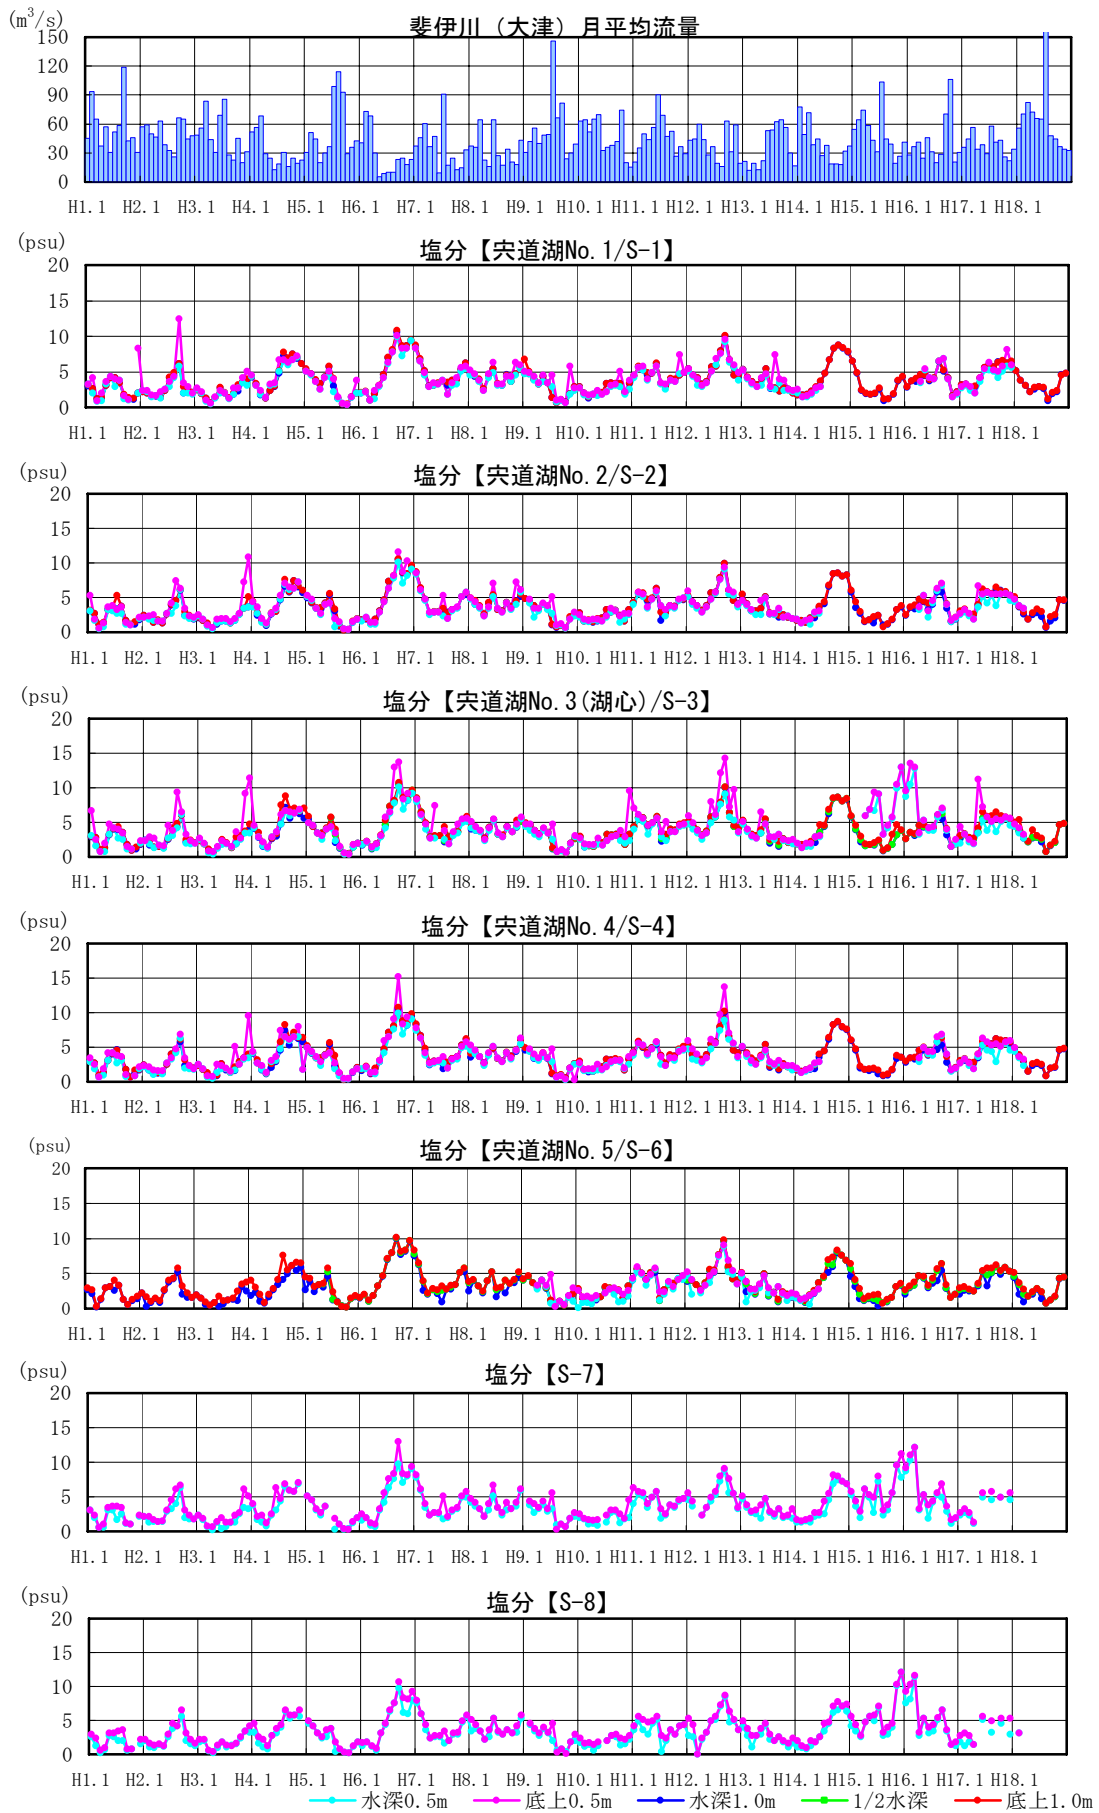 (m³/s)
斐伊川（大津）月平均流量
150
120
90
60
30
0
H1.1 H2.1 H3.1 H4.1 H5.1 H6.1 H7.1 H8.1 H9.1 H10.1 H11.1 H12.1 H13.1 H14.1 H15.1 H16.1 H17.1 H18.1
(psu)
塩分【宍道湖No.1/S-1】
20
15
10
5
0
H1.1 H2.1 H3.1 H4.1 H5.1 H6.1 H7.1 H8.1 H9.1 H10.1 H11.1 H12.1 H13.1 H14.1 H15.1 H16.1 H17.1 H18.1
(psu)
塩分【宍道湖No.2/S-2】
20
15
10
5
0
H1.1 H2.1 H3.1 H4.1 H5.1 H6.1 H7.1 H8.1 H9.1 H10.1 H11.1 H12.1 H13.1 H14.1 H15.1 H16.1 H17.1 H18.1
(psu)
塩分【宍道湖No.3(湖心)/S-3】
20
15
10
5
0
H1.1 H2.1 H3.1 H4.1 H5.1 H6.1 H7.1 H8.1 H9.1 H10.1 H11.1 H12.1 H13.1 H14.1 H15.1 H16.1 H17.1 H18.1
(psu)
塩分【宍道湖No.4/S-4】
20
15
10
5
0
H1.1 H2.1 H3.1 H4.1 H5.1 H6.1 H7.1 H8.1 H9.1 H10.1 H11.1 H12.1 H13.1 H14.1 H15.1 H16.1 H17.1 H18.1
(psu)
塩分【宍道湖No.5/S-6】
20
15
10
5
0
H1.1 H2.1 H3.1 H4.1 H5.1 H6.1 H7.1 H8.1 H9.1 H10.1 H11.1 H12.1 H13.1 H14.1 H15.1 H16.1 H17.1 H18.1
(psu)
塩分【S-7】
20
15
10
5
0
H1.1 H2.1 H3.1 H4.1 H5.1 H6.1 H7.1 H8.1 H9.1 H10.1 H11.1 H12.1 H13.1 H14.1 H15.1 H16.1 H17.1 H18.1
(psu)
塩分【S-8】
20
15
10
5
0
H1.1 H2.1 H3.1 H4.1 H5.1 H6.1 H7.1 H8.1 H9.1 H10.1 H11.1 H12.1 H13.1 H14.1 H15.1 H16.1 H17.1 H18.1
水深0.5m 底上0.5m 水深1.0m 1/2水深 底上1.0m